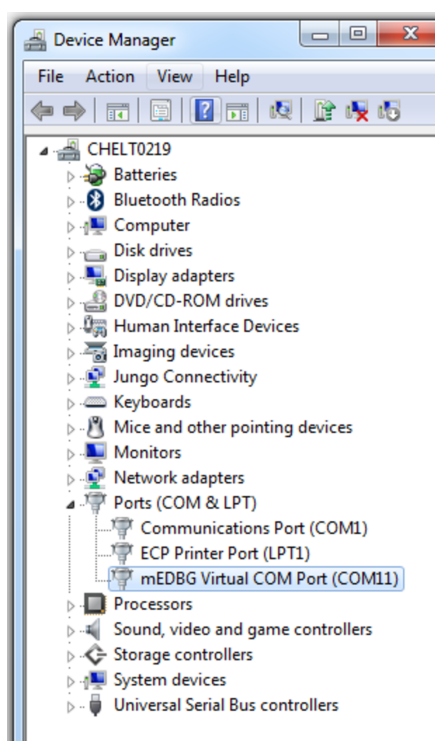 Device Manager
File Action View Help
CHELT0219
Batteries
Bluetooth Radios
Computer
Disk drives
Display adapters
DVD/CD-ROM drives
Human Interface Devices
Imaging devices
Jungo Connectivity
Keyboards
Mice and other pointing devices
Monitors
Network adapters
Ports (COM & LPT)
Communications Port (COM1)
ECP Printer Port (LPT1)
mEDBG Virtual COM Port (COM11)
Processors
Sound, video and game controllers
Storage controllers
System devices
Universal Serial Bus controllers